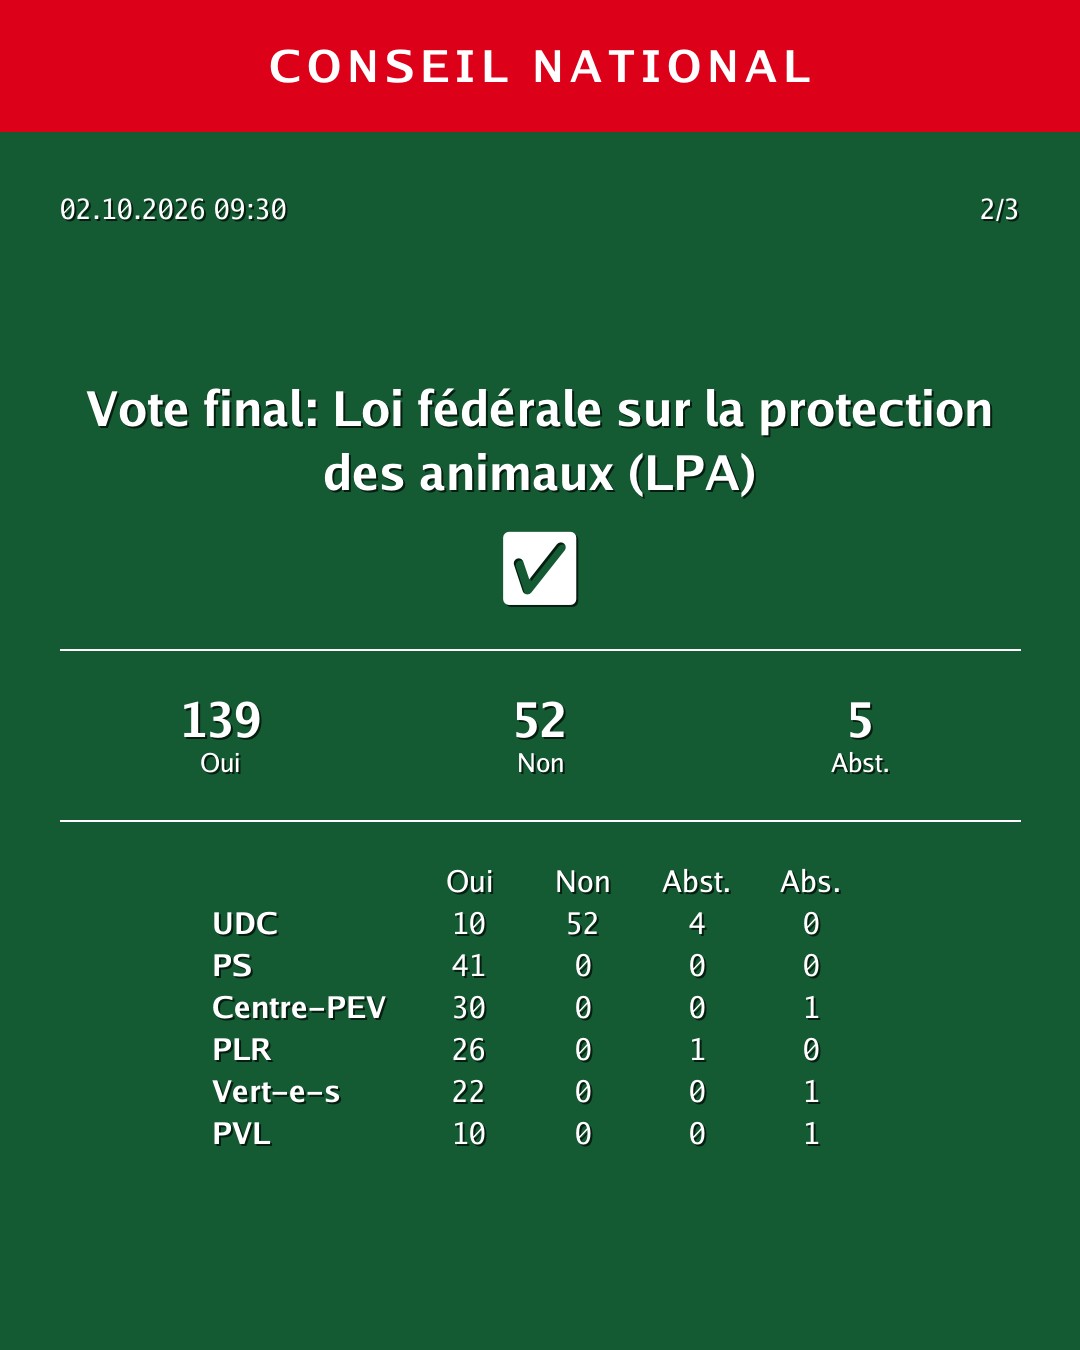 CONSEIL NATIONAL
02.10.2026 09:30 2/3
Vote final: Loi fédérale sur la protection
des animaux (LPA)
139 52 5
Oui Non Abst.
Oui Non Abst. Abs.
UDC 10 52 4 0
PS 41 0 0 0
Centre-PEV 30 0 0 1
PLR 26 0 1 0
Vert-e-s 22 0 0 1
PVL 10 0 0 1